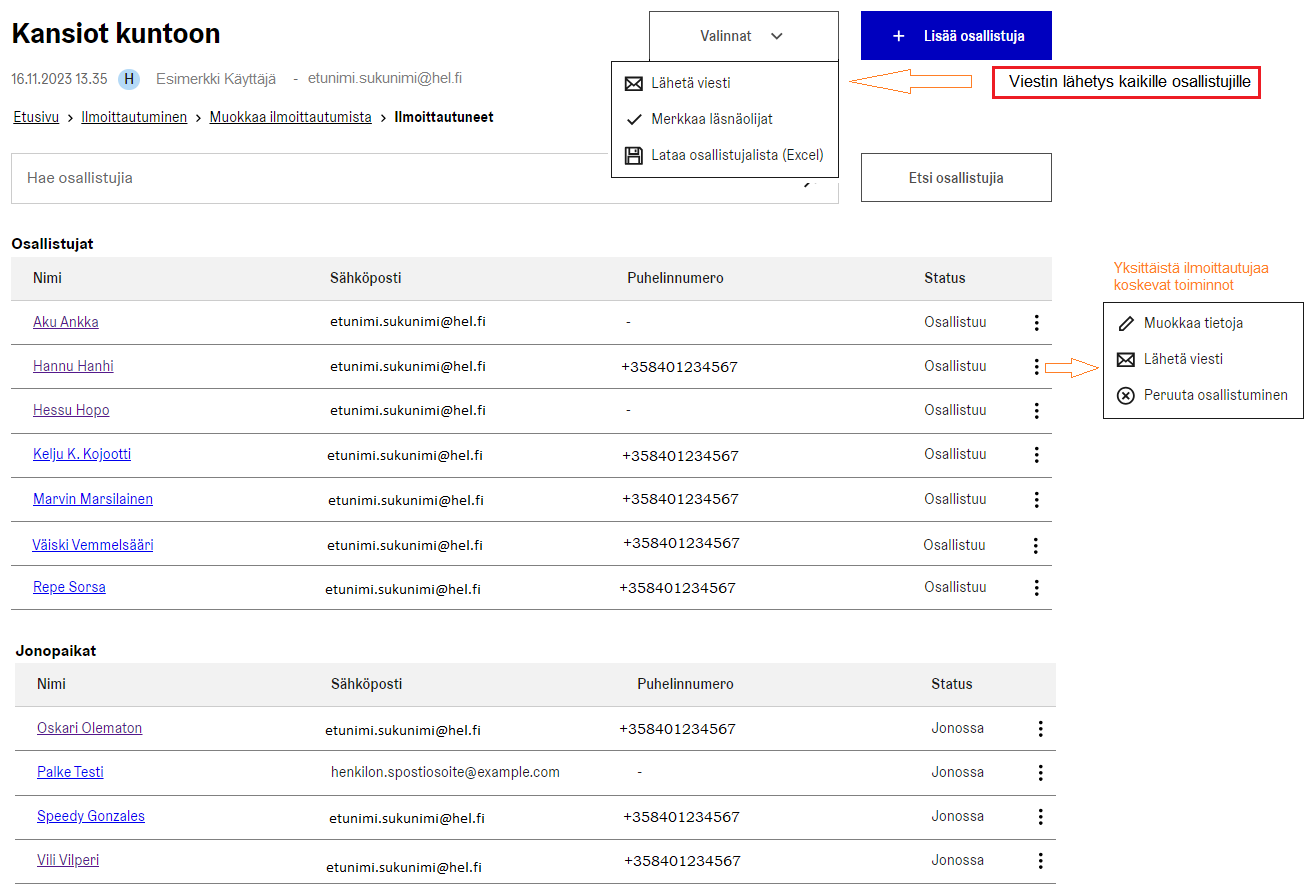 Kansiot kuntoon
Valinnat
+ Lisää osallistuja
16.11.2023 13.35 H Esimerkki Käyttäjä - etunimi.sukunimi@hel.fi
Lähetä viesti
Merkkaa läsnäolijat
Lataa osallistujalista (Excel)
Viestin lähetys kaikille osallistujille
Etusivu > Ilmoittautuminen > Muokkaa ilmoittautumista > Ilmoittautuneet
Hae osallistujia
Etsi osallistujia
Osallistujat
Nimi Sähköposti Puhelinnumero Status
Aku Ankka etunimi.sukunimi@hel.fi - Osallistuu
Hannu Hanhi etunimi.sukunimi@hel.fi +358401234567 Osallistuu
Hessu Hopo etunimi.sukunimi@hel.fi - Osallistuu
Kelju K. Kojootti etunimi.sukunimi@hel.fi +358401234567 Osallistuu
Marvin Marsilainen etunimi.sukunimi@hel.fi +358401234567 Osallistuu
Väiski Vemmelsääri etunimi.sukunimi@hel.fi +358401234567 Osallistuu
Repe Sorsa etunimi.sukunimi@hel.fi +358401234567 Osallistuu
Yksittäistä ilmoittautujaa
koskevat toiminnot
Muokkaa tietoja
Lähetä viesti
Peruuta osallistuminen
Jonopaikat
Nimi Sähköposti Puhelinnumero Status
Oskari Olematon etunimi.sukunimi@hel.fi +358401234567 Jonossa
Palke Testi henkilon.spostiosoite@example.com - Jonossa
Speedy Gonzales etunimi.sukunimi@hel.fi +358401234567 Jonossa
Vili Vilperi etunimi.sukunimi@hel.fi +358401234567 Jonossa